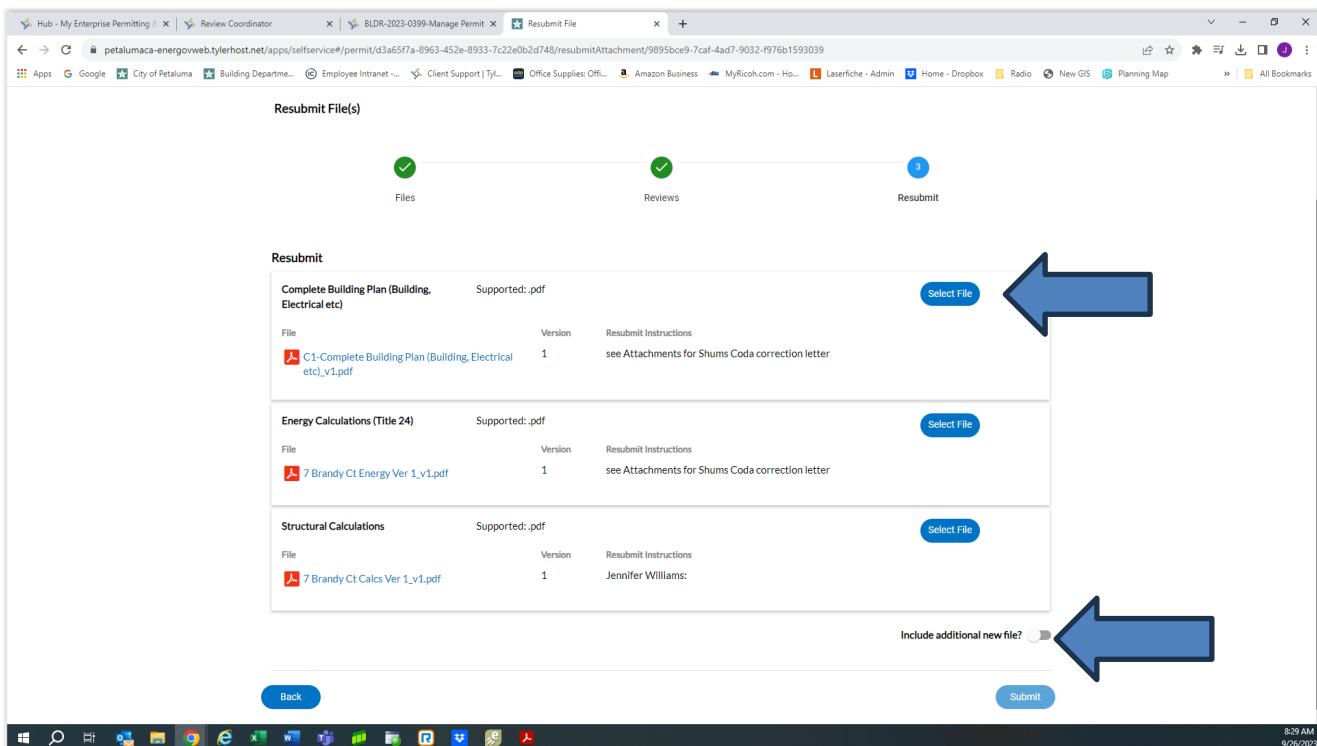 Hub - My Enterprise Permitting &
Review Coordinator
BLDR-2023-0399-Manage Permit
Resubmit File
petalumaca-energovweb.tylerhost.net/apps/selfservice#/permit/d3a65f7a-8963-452e-8933-7c22e0b2d748/resubmitAttachment/9895bce9-7caf-4ad7-9032-f976b1593039
J
Apps
Google
City of Petaluma
Building Departme...
Employee Intranet -...
Client Support | Tyl...
Office Supplies: Offi...
Amazon Business
MyRicoh.com - Ho...
Laserfiche - Admin
Home - Dropbox
Radio
New GIS
Planning Map
»
All Bookmarks
Resubmit File(s)
3
Files
Reviews
Resubmit
Resubmit
Complete Building Plan (Building,
Electrical etc)
Supported: .pdf
Select File
File
Version
Resubmit Instructions
C1-Complete Building Plan (Building, Electrical
etc)_v1.pdf
1
see Attachments for Shums Coda correction letter
Energy Calculations (Title 24)
Supported: .pdf
Select File
File
Version
Resubmit Instructions
7 Brandy Ct Energy Ver 1_v1.pdf
1
see Attachments for Shums Coda correction letter
Structural Calculations
Supported: .pdf
Select File
File
Version
Resubmit Instructions
7 Brandy Ct Calcs Ver 1_v1.pdf
1
Jennifer Williams:
Include additional new file?
Back
Submit
8:29 AM
9/26/2023